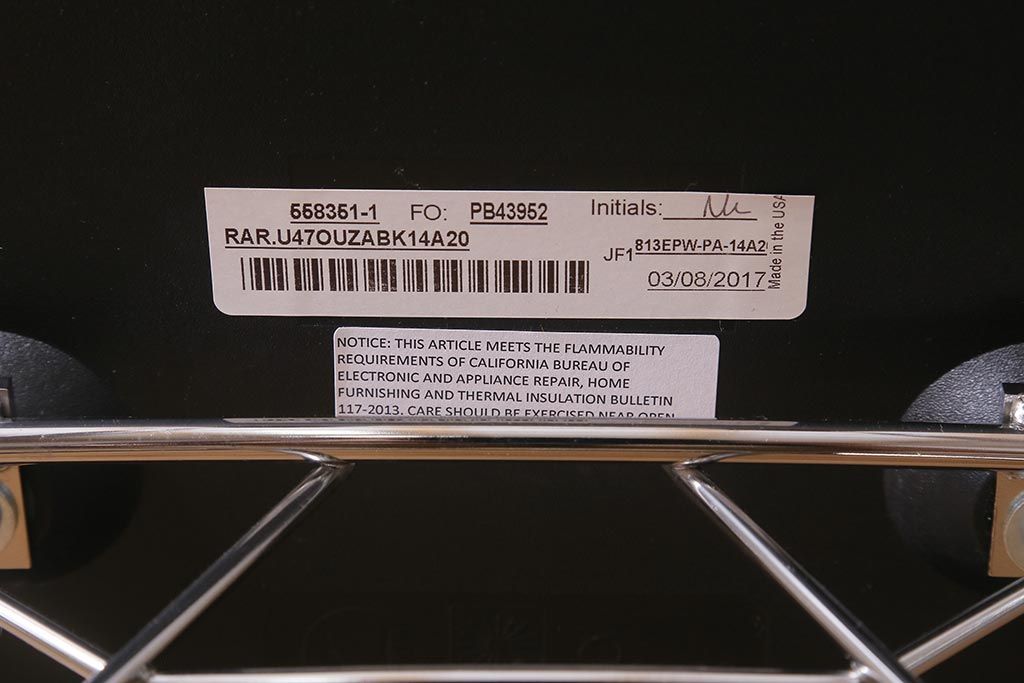 558351-1 FO: PB43952 Initials:
RAR.U47OUZABK14A20
JF1 813EPW-PA-14A20
03/08/2017
Made in the USA
NOTICE: THIS ARTICLE MEETS THE FLAMMABILITY
REQUIREMENTS OF CALIFORNIA BUREAU OF
ELECTRONIC AND APPLIANCE REPAIR, HOME
FURNISHING AND THERMAL INSULATION BULLETIN
117-2013. CARE SHOULD BE EXERCISED NEAR OPEN